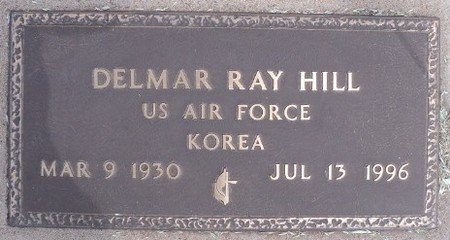 DELMAR RAY HILL
US AIR FORCE
KOREA
MAR 9 1930 JUL 13 1996